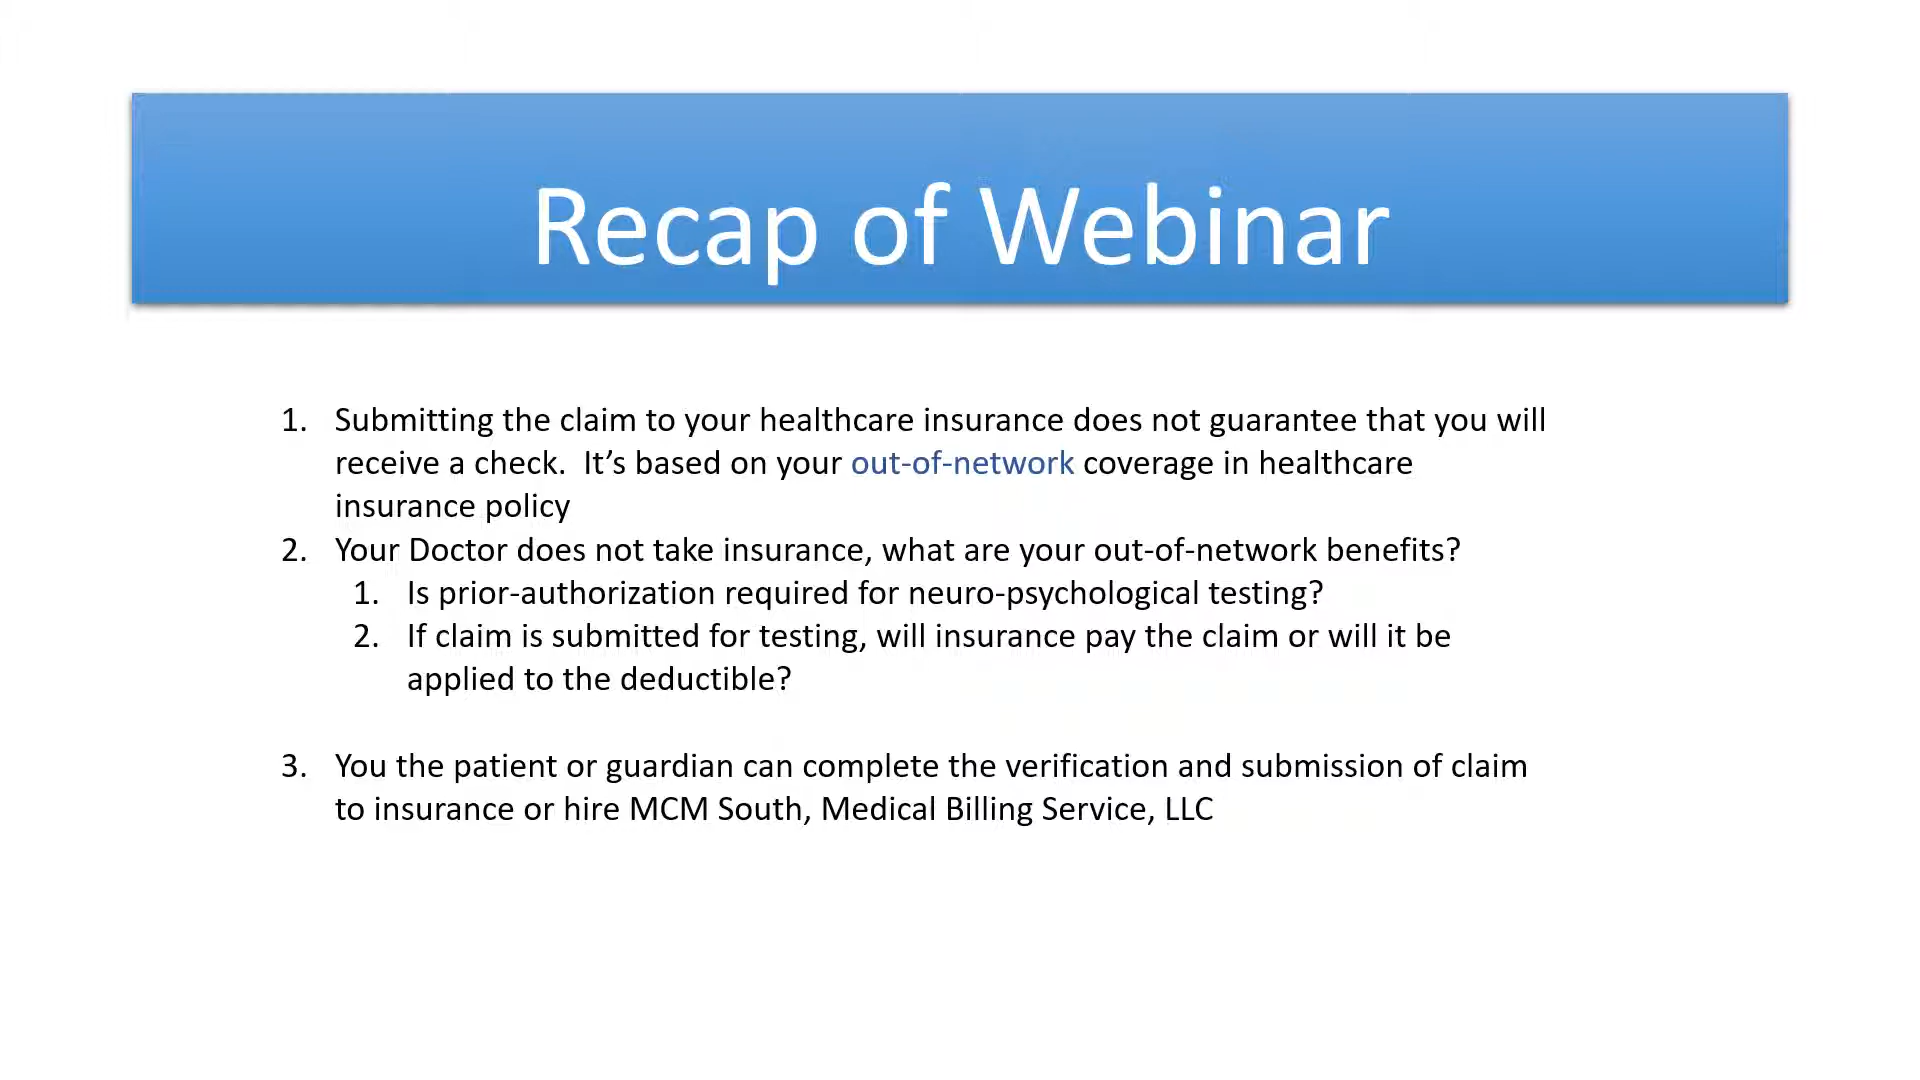 Recap of Webinar
1. Submitting the claim to your healthcare insurance does not guarantee that you will
receive a check.  It’s based on your out-of-network coverage in healthcare
insurance policy
2. Your Doctor does not take insurance, what are your out-of-network benefits?
1. Is prior-authorization required for neuro-psychological testing?
2. If claim is submitted for testing, will insurance pay the claim or will it be
applied to the deductible?
3. You the patient or guardian can complete the verification and submission of claim
to insurance or hire MCM South, Medical Billing Service, LLC